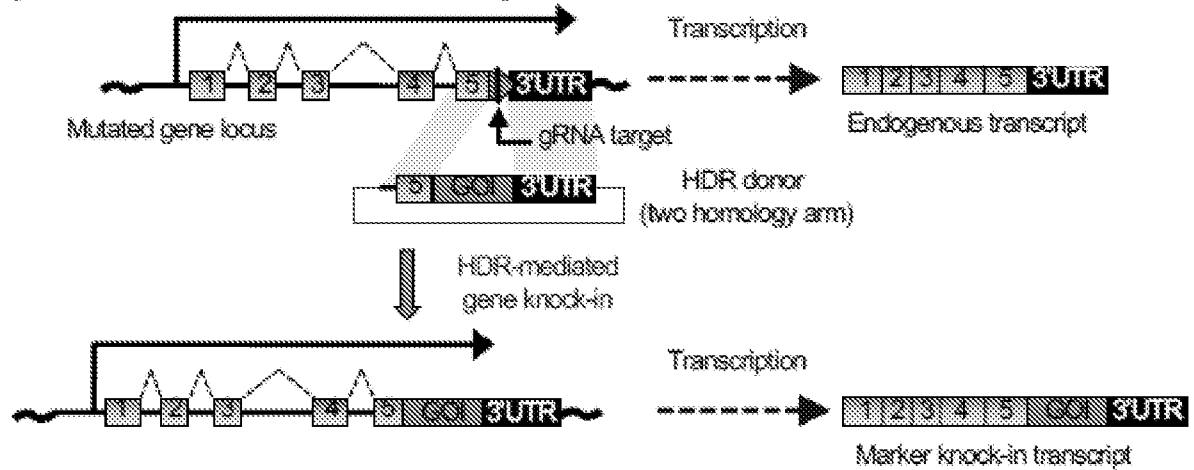 Transcription
1 2 3 4 5 3'UTR
1 2 3 4 5 3'UTR
Mutated gene locus
gRNA target
Endogenous transcript
5 GOI 3'UTR
HDR donor
(two homology arm)
HDR-mediated
gene knock-in
Transcription
1 2 3 4 5 GOI 3'UTR
1 2 3 4 5 GOI 3'UTR
Marker knock-in transcript